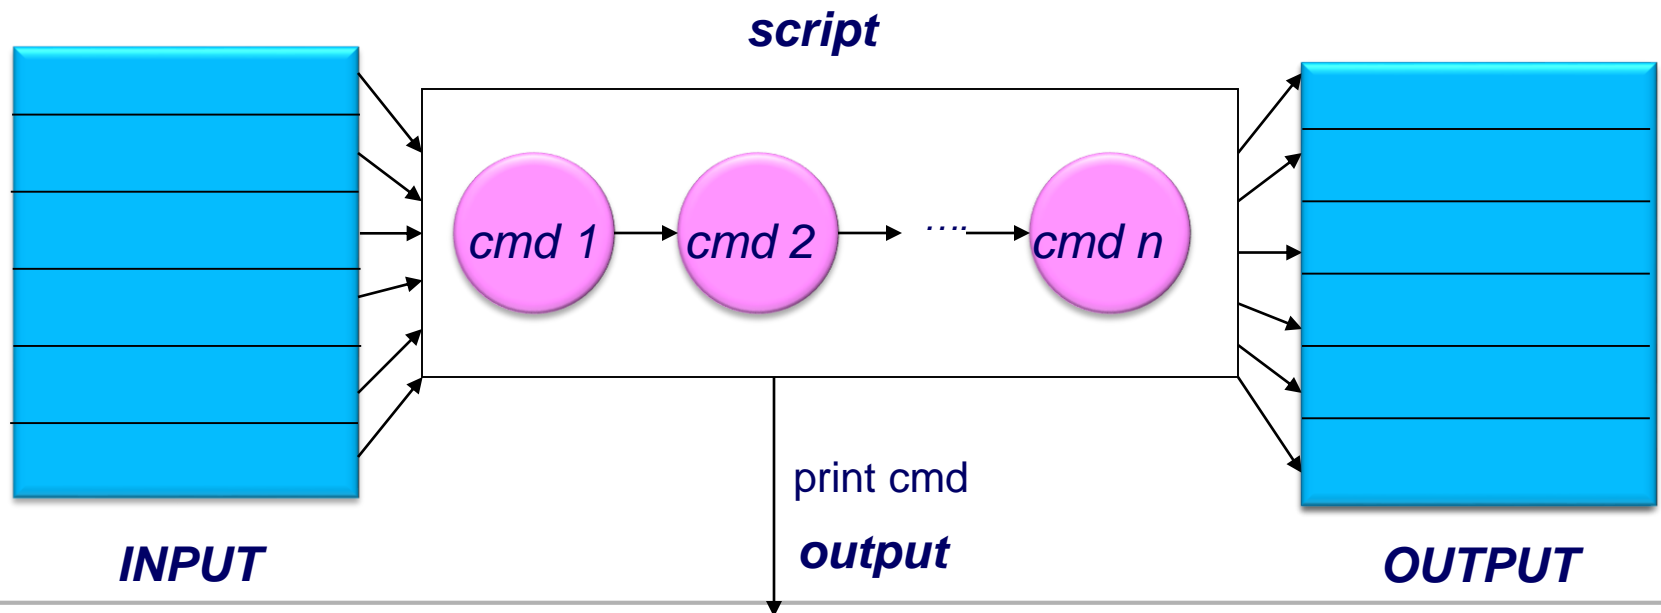 script
cmd 1
cmd 2
….
cmd n
print cmd
output
INPUT
OUTPUT